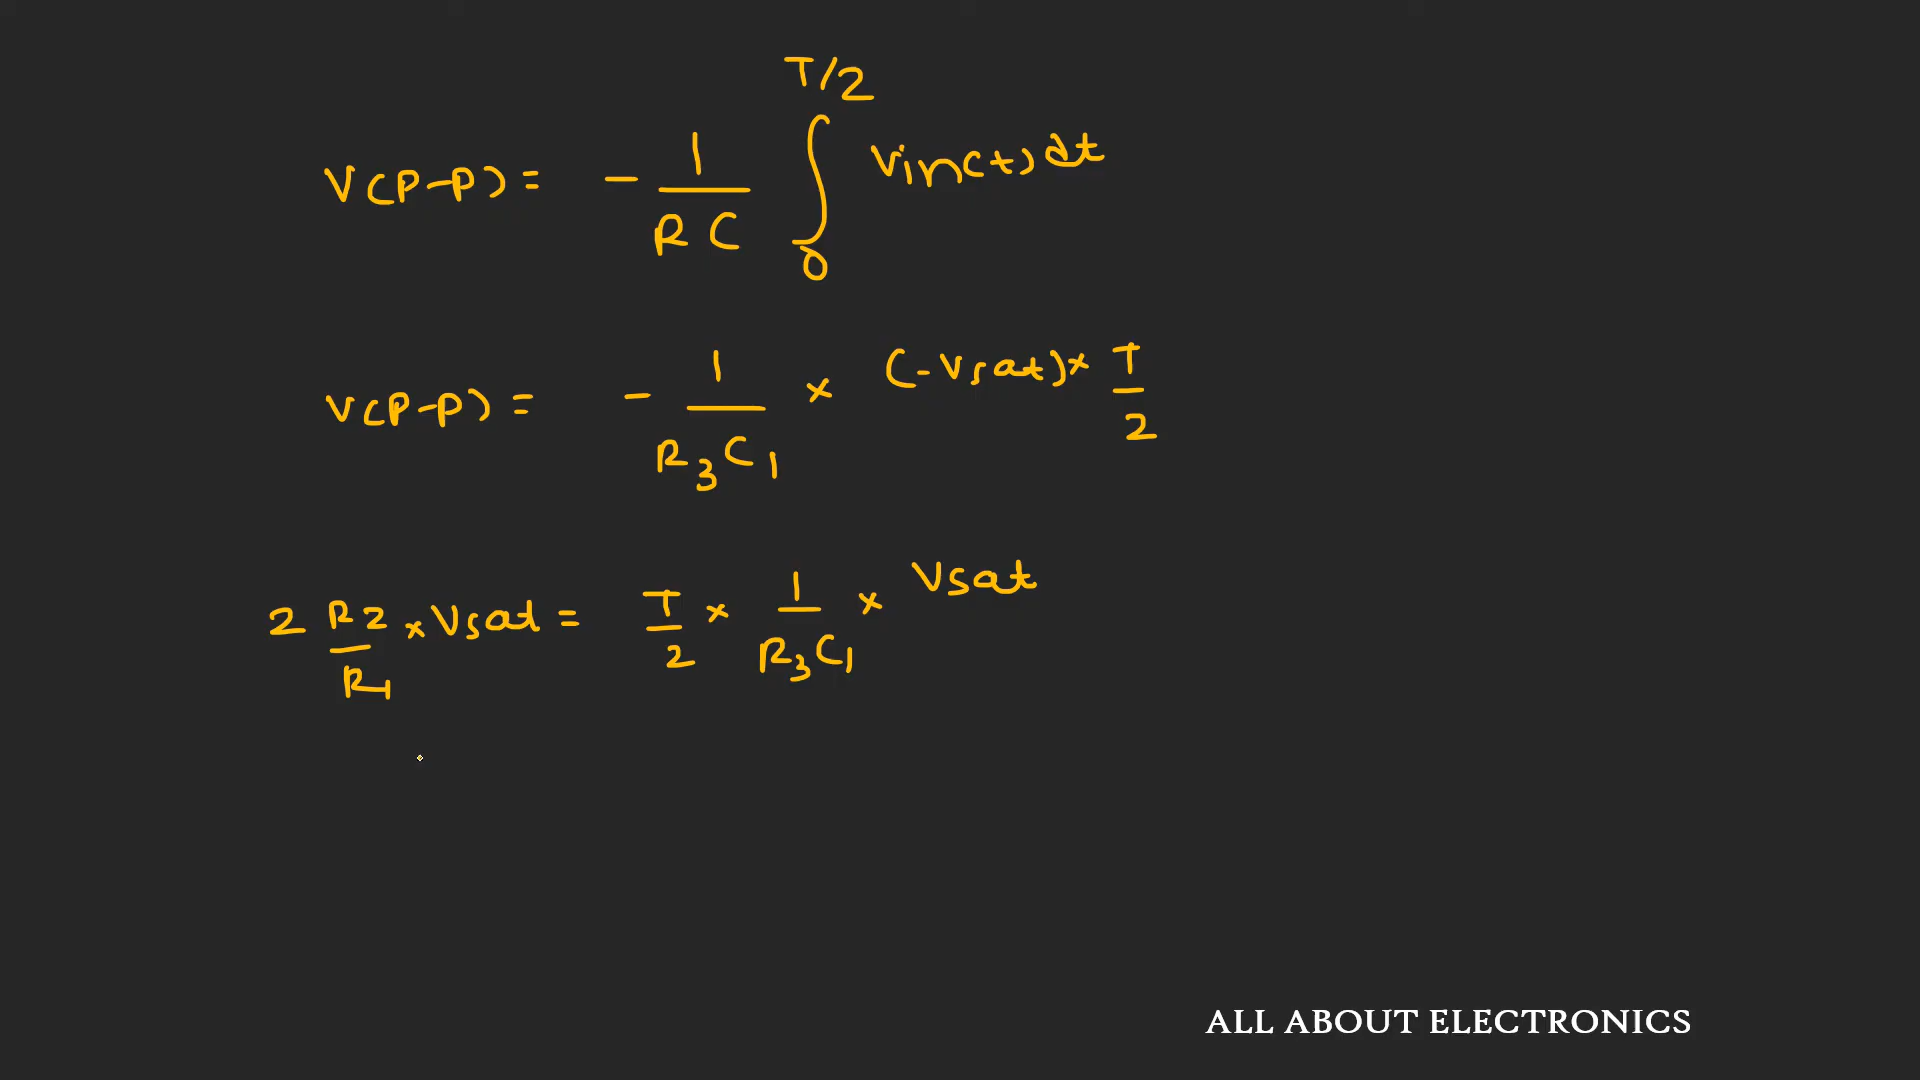 V(P-P) = - 1/RC ∫₀^T/2 Vin(t) dt
V(P-P) = - 1/R₃C₁ × (-Vsat) × T/2
2 R2/R₁ × Vsat = T/2 × 1/R₃C₁ × Vsat
ALL ABOUT ELECTRONICS